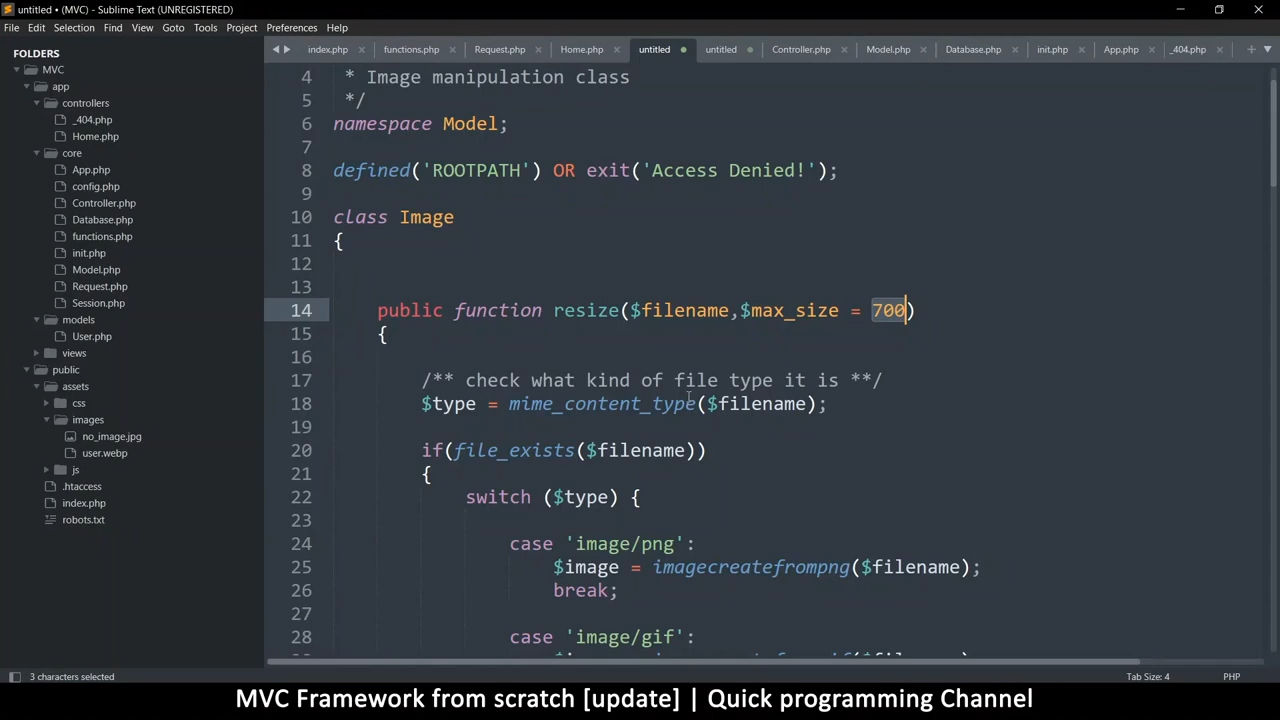 untitled • (MVC) - Sublime Text (UNREGISTERED)
File Edit Selection Find View Goto Tools Project Preferences Help
FOLDERS
MVC
app
controllers
_404.php
Home.php
core
App.php
config.php
Controller.php
Database.php
functions.php
init.php
Model.php
Request.php
Session.php
models
User.php
views
public
assets
css
images
no_image.jpg
user.webp
js
.htaccess
index.php
robots.txt
index.php × functions.php × Request.php × Home.php × untitled untitled Controller.php × Model.php × Database.php × init.php × App.php × _404.php ×
4 * Image manipulation class
5 */
6 namespace Model;
7
8 defined('ROOTPATH') OR exit('Access Denied!');
9
10 class Image
11 {
12
13
14 public function resize($filename,$max_size = 700)
15 {
16
17 /** check what kind of file type it is **/
18 $type = mime_content_type($filename);
19
20 if(file_exists($filename))
21 {
22 switch ($type) {
23
24 case 'image/png':
25 $image = imagecreatefrompng($filename);
26 break;
27
28 case 'image/gif':
3 characters selected
Tab Size: 4 PHP
MVC Framework from scratch [update] | Quick programming Channel